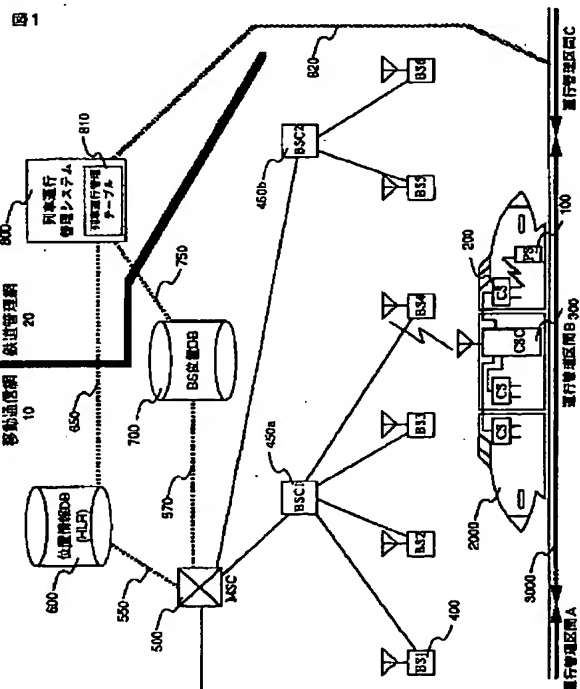 図1
移動通信網
10
鉄道管理網
20
800
列車運行
管理システム
列車運行管理
テーブル
810
820
位置情報DB
(HLR)
600
650
550
BS位置DB
700
750
570
500
MSC
BSC1
450a
BSC2
450b
BS1
400
BS2
BS3
BS4
BS5
BS6
2000
CS
CS
CSC
300
CS
200
PS
100
3000
運行管理区間A
運行管理区間B
運行管理区間C